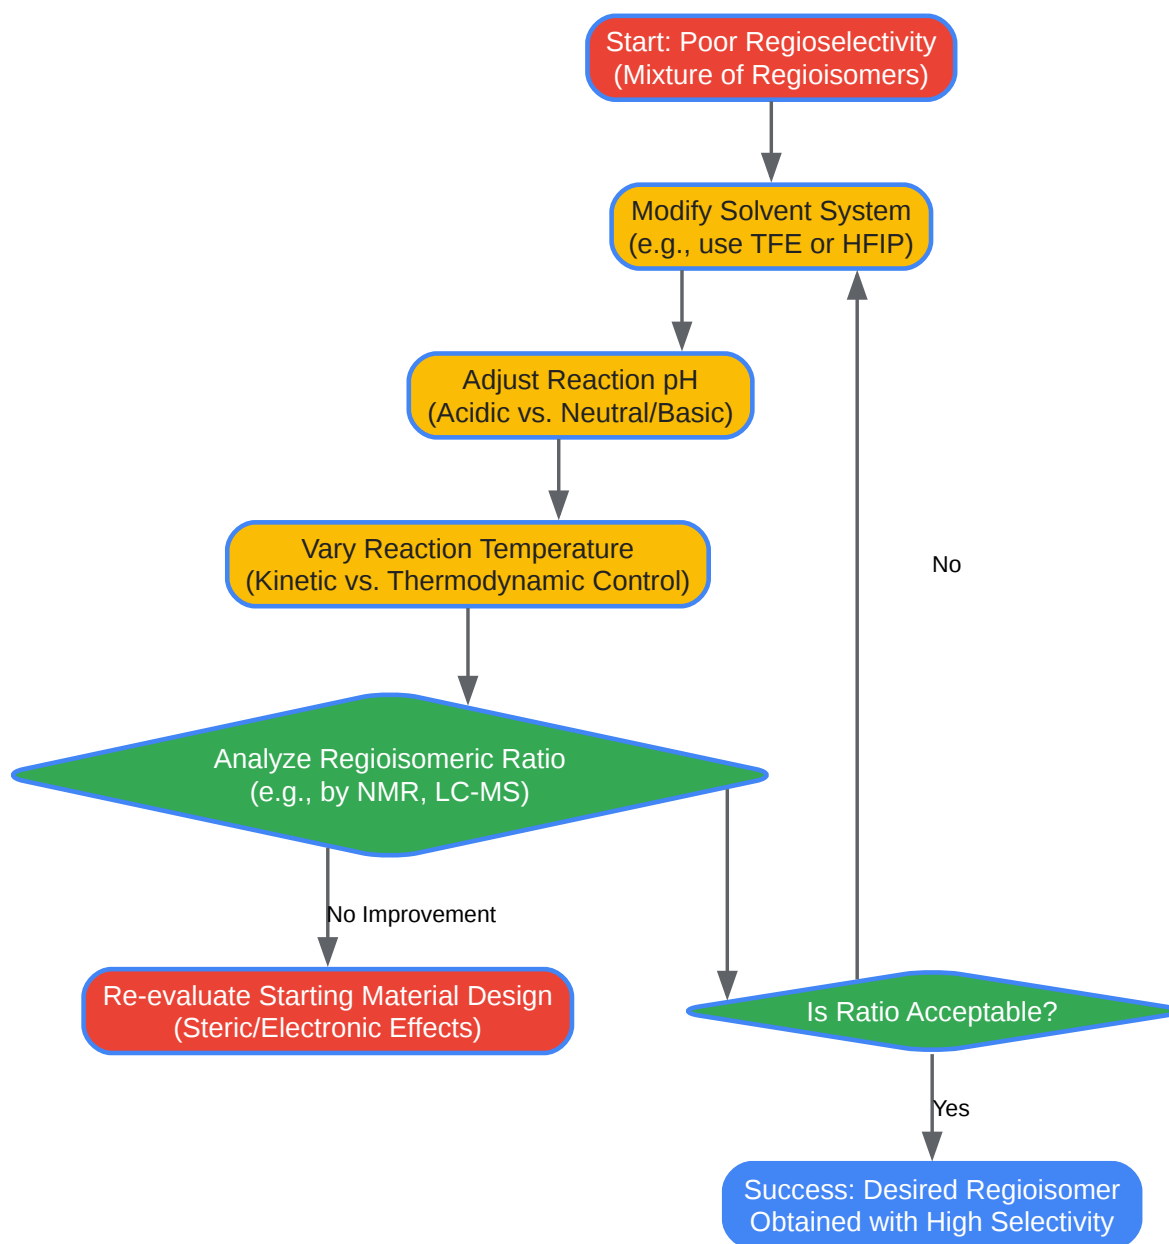 Start: Poor Regioselectivity
(Mixture of Regioisomers)
Modify Solvent System
(e.g., use TFE or HFIP)
Adjust Reaction pH
(Acidic vs. Neutral/Basic)
Vary Reaction Temperature
(Kinetic vs. Thermodynamic Control)
No
Analyze Regioisomeric Ratio
(e.g., by NMR, LC-MS)
No Improvement
Re-evaluate Starting Material Design
(Steric/Electronic Effects)
Is Ratio Acceptable?
Yes
Success: Desired Regioisomer
Obtained with High Selectivity